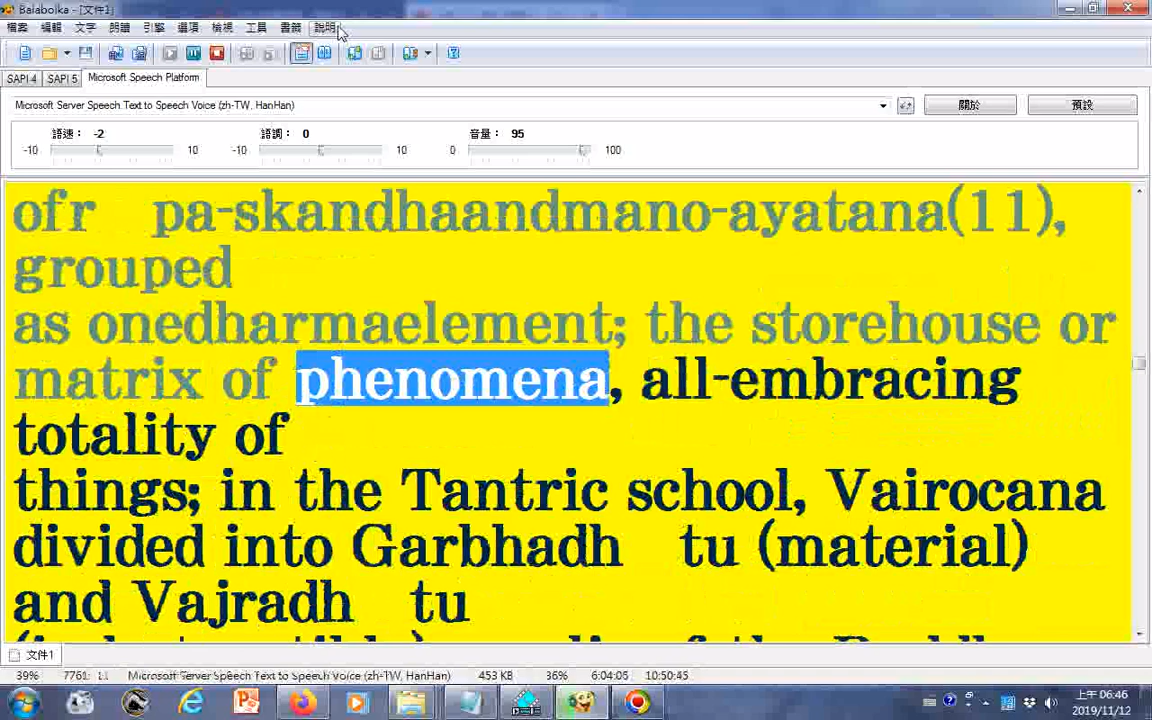 Balabolka - [文件1]
檔案 編輯 文字 朗讀 引擎 選項 檢視 工具 書籤 說明
SAPI 4 SAPI 5 Microsoft Speech Platform
Microsoft Server Speech Text to Speech Voice (zh-TW, HanHan) 關於 預設
語速： -2 語調： 0 音量： 95
-10 10 -10 10 0 100
ofr pa-skandhaandmano-ayatana(11),
grouped
as onedharmaelement; the storehouse or
matrix of phenomena, all-embracing
totality of
things; in the Tantric school, Vairocana
divided into Garbhadh tu (material)
and Vajradh tu
文件1
39% 7761: Microsoft Server Speech Text to Speech Voice (zh-TW, HanHan) 453 KB 36% 6:04:05 10:50:45
上午 06:46
2019/11/12